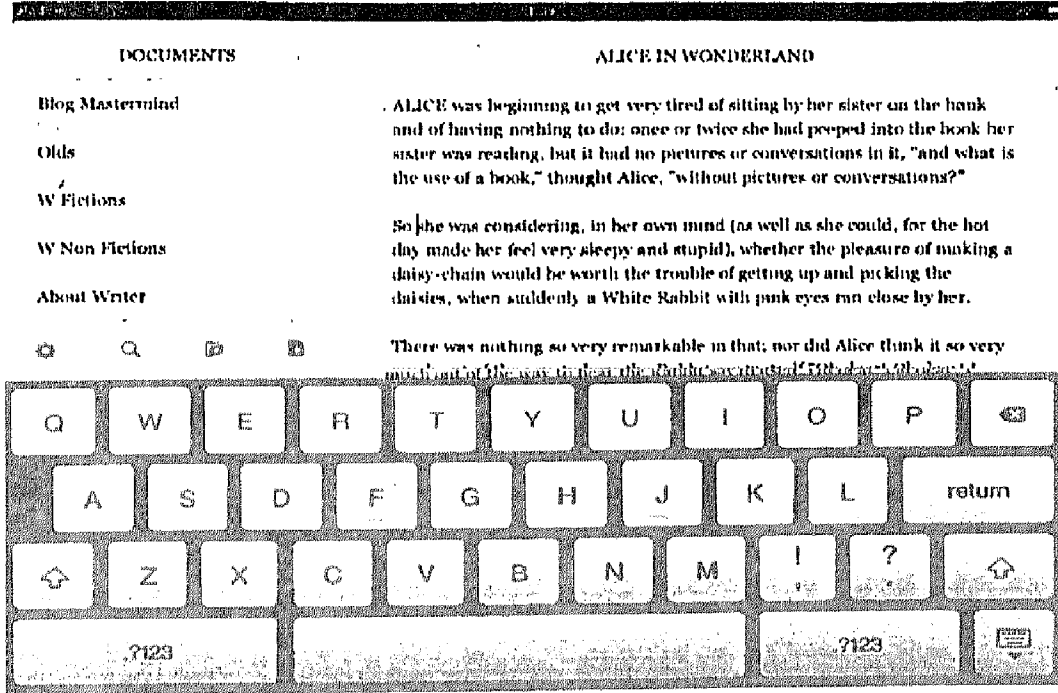 DOCUMENTS
Blog Mastermind
Olds
W Fictions
W Non Fictions
About Writer
ALICE IN WONDERLAND
ALICE was beginning to get very tired of sitting by her sister on the bank
and of having nothing to do: once or twice she had peeped into the book her
sister was reading, but it had no pictures or conversations in it, "and what is
the use of a book," thought Alice, "without pictures or conversations?"
So she was considering, in her own mind (as well as she could, for the hot
day made her feel very sleepy and stupid), whether the pleasure of making a
daisy-chain would be worth the trouble of getting up and picking the
daisies, when suddenly a White Rabbit with pink eyes ran close by her.
There was nothing so very remarkable in that; nor did Alice think it so very
Q W E R T Y U I O P
A S D F G H J K L return
Z X C V B N M ! , ? .
.?123 .?123